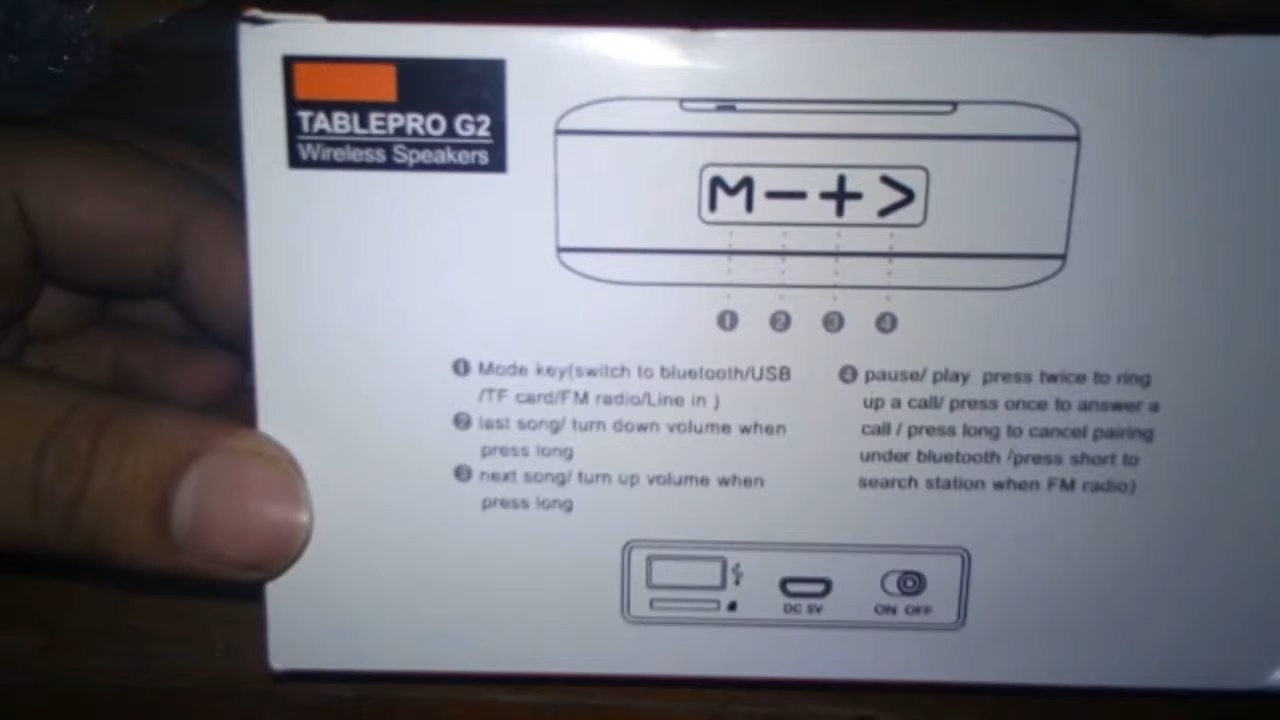 TABLEPRO G2
Wireless Speakers
M - + >
1 2 3 4
1 Mode key(switch to bluetooth/USB
/TF card/FM radio/Line in )
2 last song/ turn down volume when
press long
3 next song/ turn up volume when
press long
4 pause/ play press twice to ring
up a call/ press once to answer a
call / press long to cancel pairing
under bluetooth /press short to
search station when FM radio)
DC 5V
ON OFF